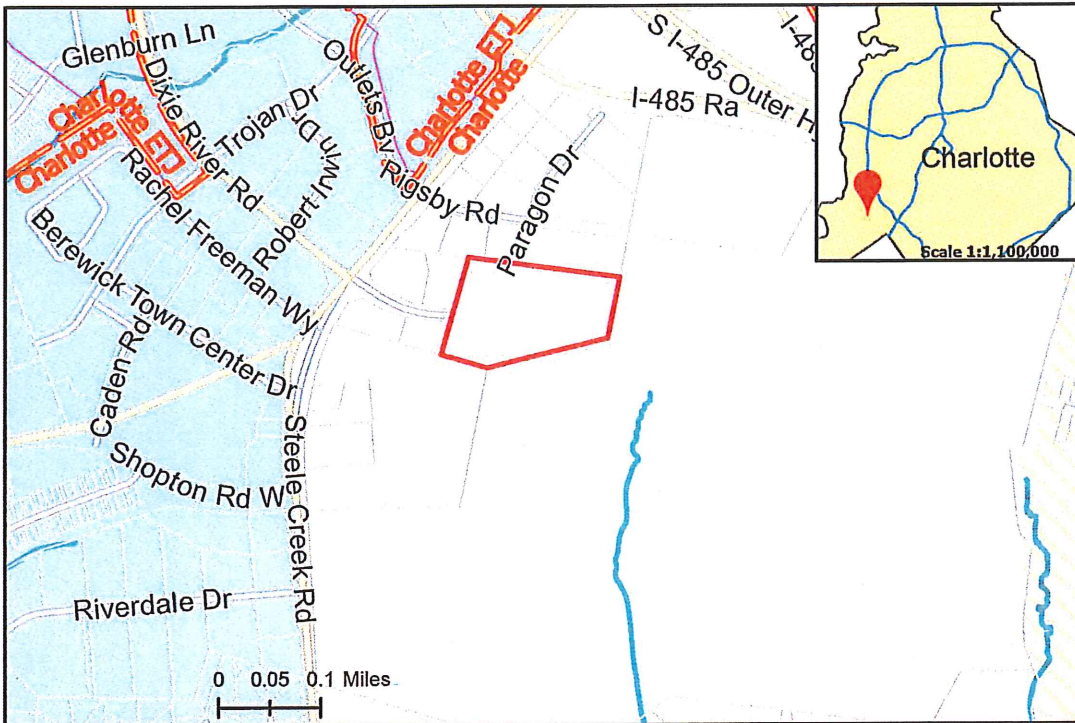 Glenburn Ln
Dixie River Rd
Trojan Dr
Outlets Bv
Charlotte ETJ
Charlotte
S I-485 Outer
I-485 Ra
Charlotte ETJ
Charlotte
Rachel Freeman Wy
Robert Irwin Dr
Rigsby Rd
Paragon Dr
Berewick Town Center Dr
Caden Rd
Shopton Rd W
Steele Creek Rd
Riverdale Dr
0 0.05 0.1 Miles
Charlotte
Scale 1:1,100,000